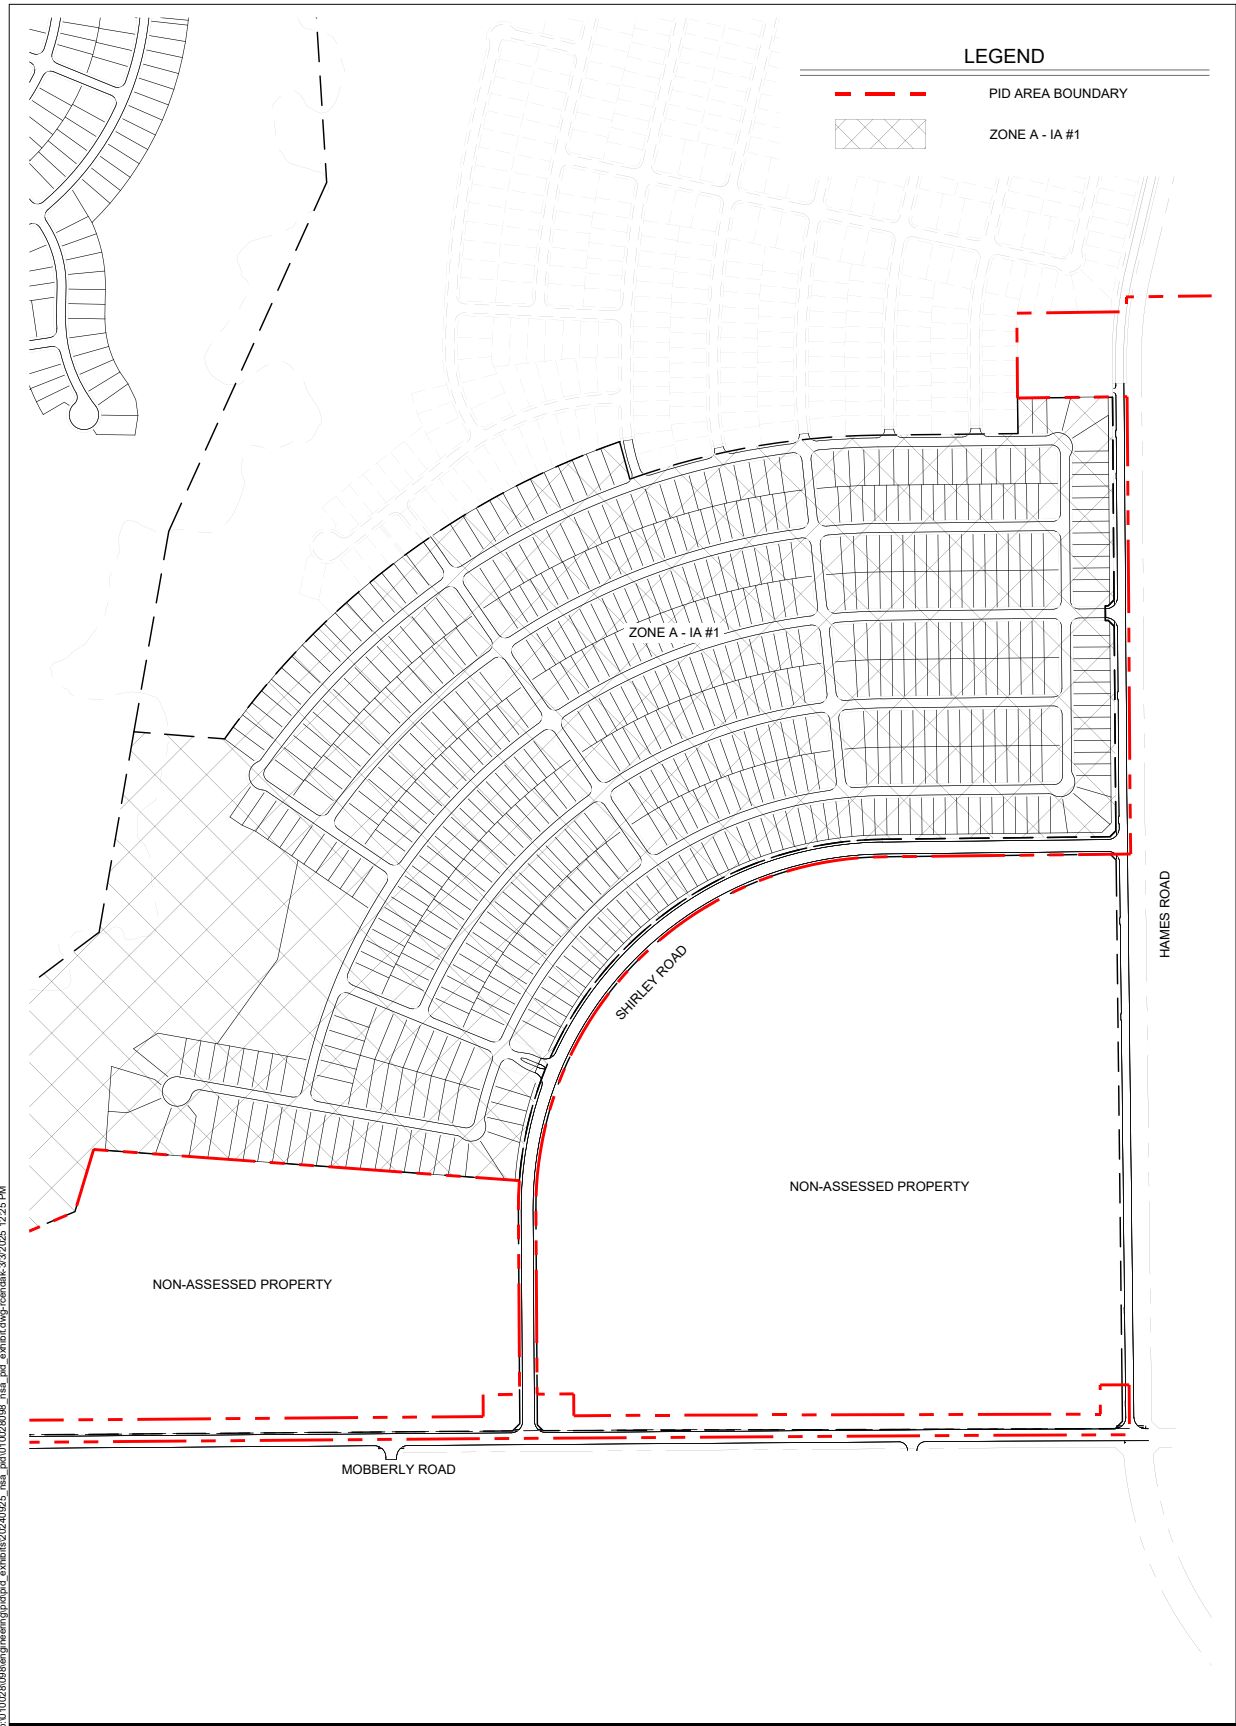 LEGEND
PID AREA BOUNDARY
ZONE A - IA #1
ZONE A - IA #1
HAMES ROAD
SHIRLEY ROAD
NON-ASSESSED PROPERTY
NON-ASSESSED PROPERTY
MOBBERLY ROAD